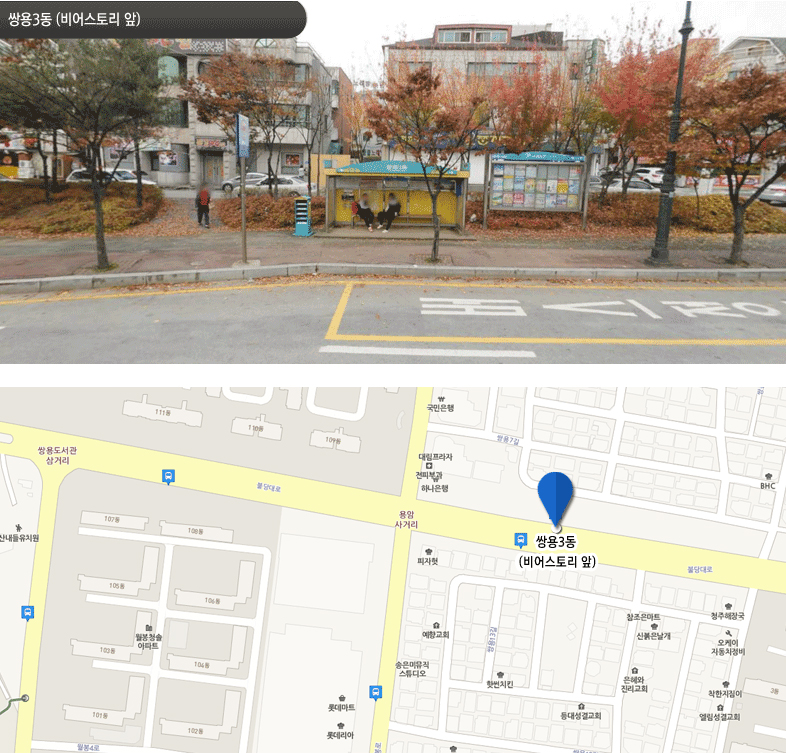 쌍용3동 (비어스토리 앞)
쌍용3동
버스정
111동
110동
109동
국민은행
쌍용7길
쌍용도서관
삼거리
대림프라자
전피부과
하나은행
BHC
불당대로
용암
사거리
107동
108동
쌍용3동
(비어스토리 앞)
산내들유치원
피자헛
불당대로
105동
106동
참조은마트
청주해장국
월봉청솔
아파트
예향교회
쌍용13길
신붉은날개
오케이
자동차정비
103동
104동
송은이뮤직
스튜디오
핫썬치킨
은혜와
진리교회
착한지짐이
3동
롯데마트
101동
102동
등대성결교회
엘림성결교회
롯데리아
월봉4로